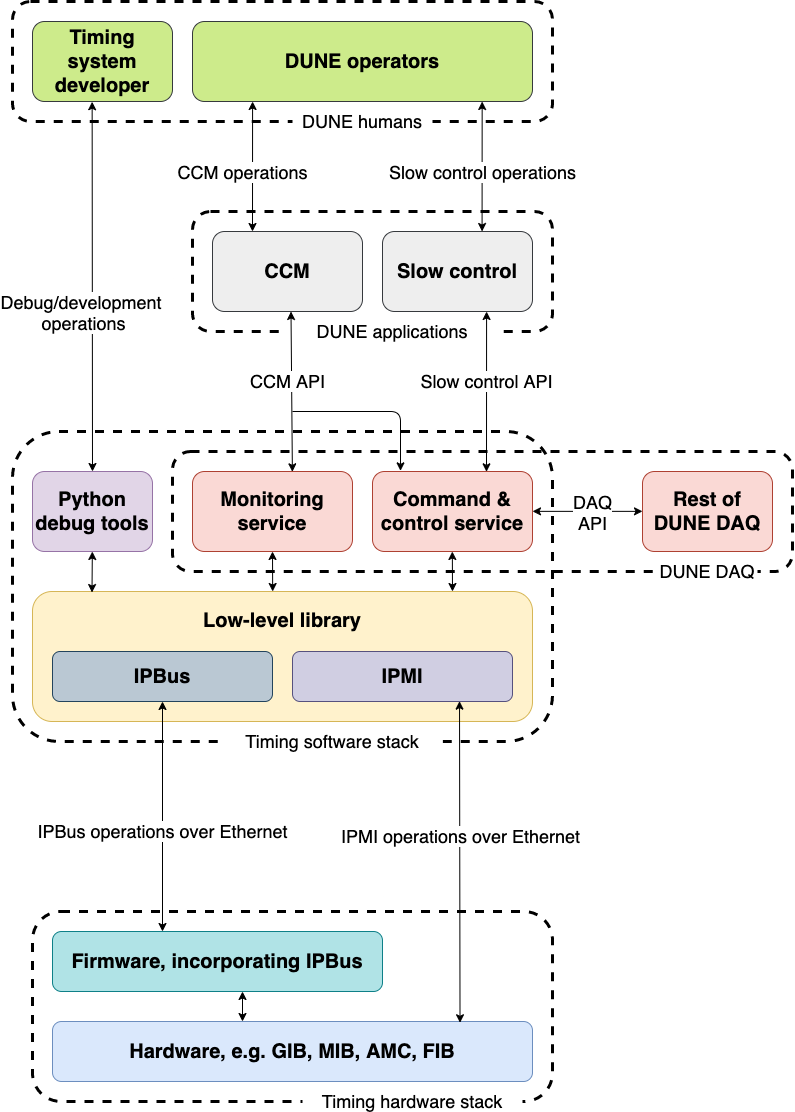 Timing
system
developer
DUNE operators
DUNE humans
CCM operations
Slow control operations
CCM
Slow control
Debug/development
operations
DUNE applications
CCM API
Slow control API
Python
debug tools
Monitoring
service
Command &
control service
DAQ
API
Rest of
DUNE DAQ
DUNE DAQ
Low-level library
IPBus
IPMI
Timing software stack
IPBus operations over Ethernet
IPMI operations over Ethernet
Firmware, incorporating IPBus
Hardware, e.g. GIB, MIB, AMC, FIB
Timing hardware stack